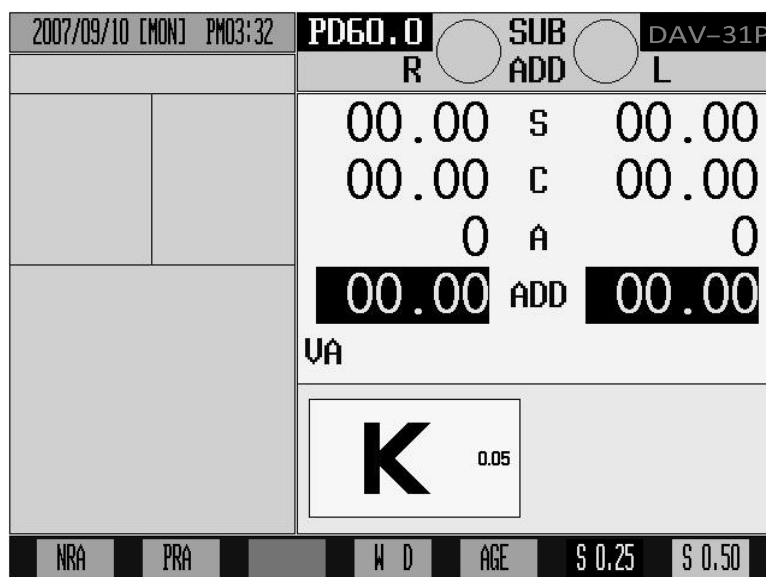 2007/09/10 [MON] PM03:32
PD60.0 SUB DAV-31P
R ADD L
00.00 S 00.00
00.00 C 00.00
0 A 0
00.00 ADD 00.00
VA
K 0.05
NRA PRA W D AGE S 0.25 S 0.50